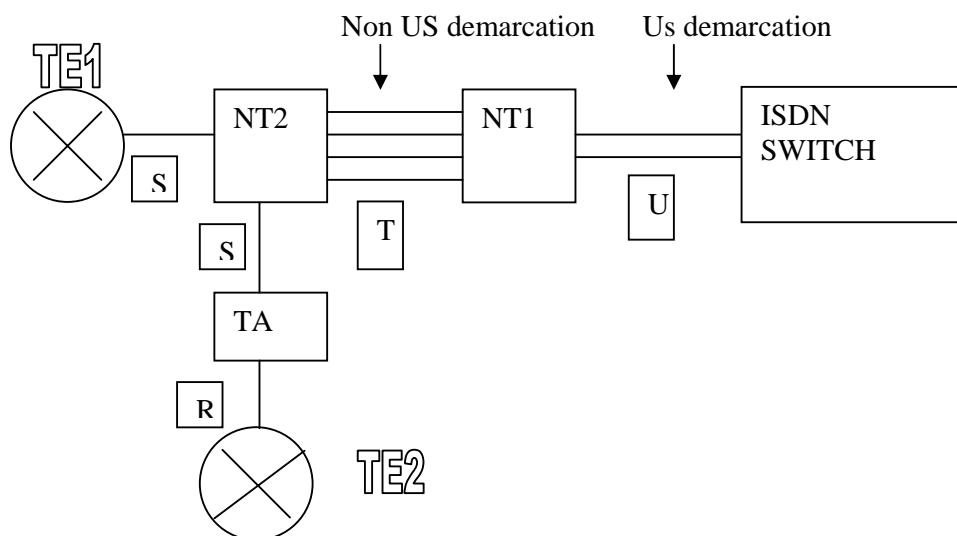 Non US demarcation
Us demarcation
TE1
NT2
NT1
ISDN
SWITCH
S
T
U
S
TA
R
TE2